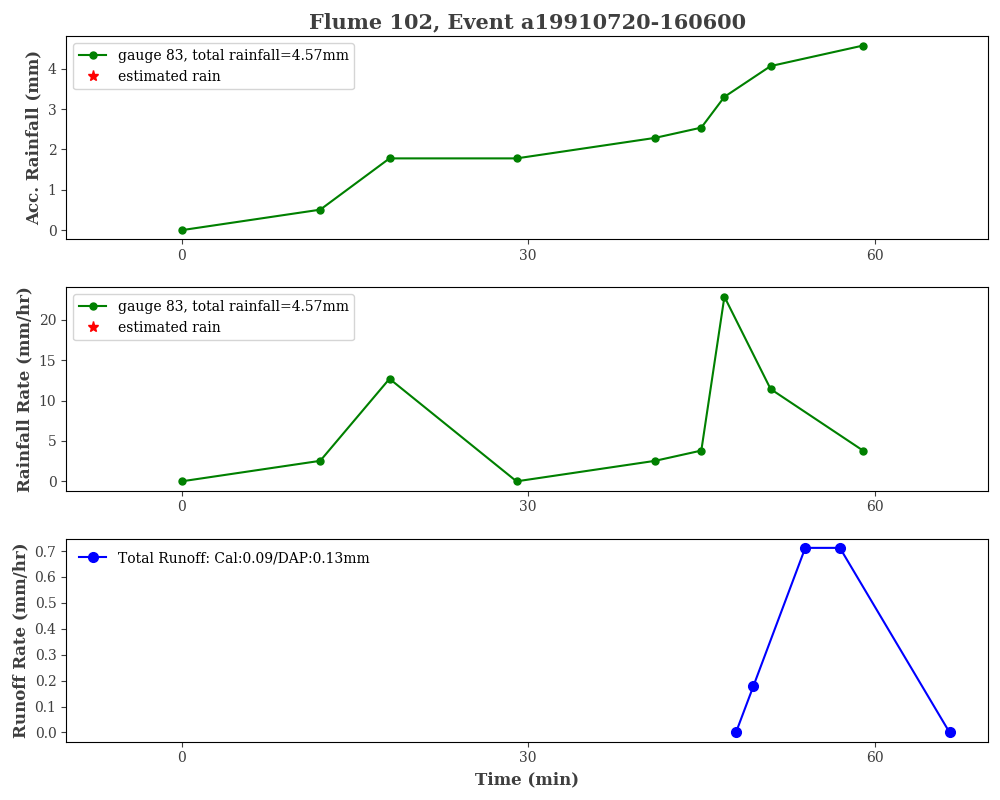 Flume 102, Event a19910720-160600
Acc. Rainfall (mm)
4
3
2
1
0
gauge 83, total rainfall=4.57mm
estimated rain
0 30 60
Rainfall Rate (mm/hr)
20
15
10
5
0
gauge 83, total rainfall=4.57mm
estimated rain
0 30 60
Runoff Rate (mm/hr)
0.7
0.6
0.5
0.4
0.3
0.2
0.1
0.0
Total Runoff: Cal:0.09/DAP:0.13mm
0 30 60
Time (min)